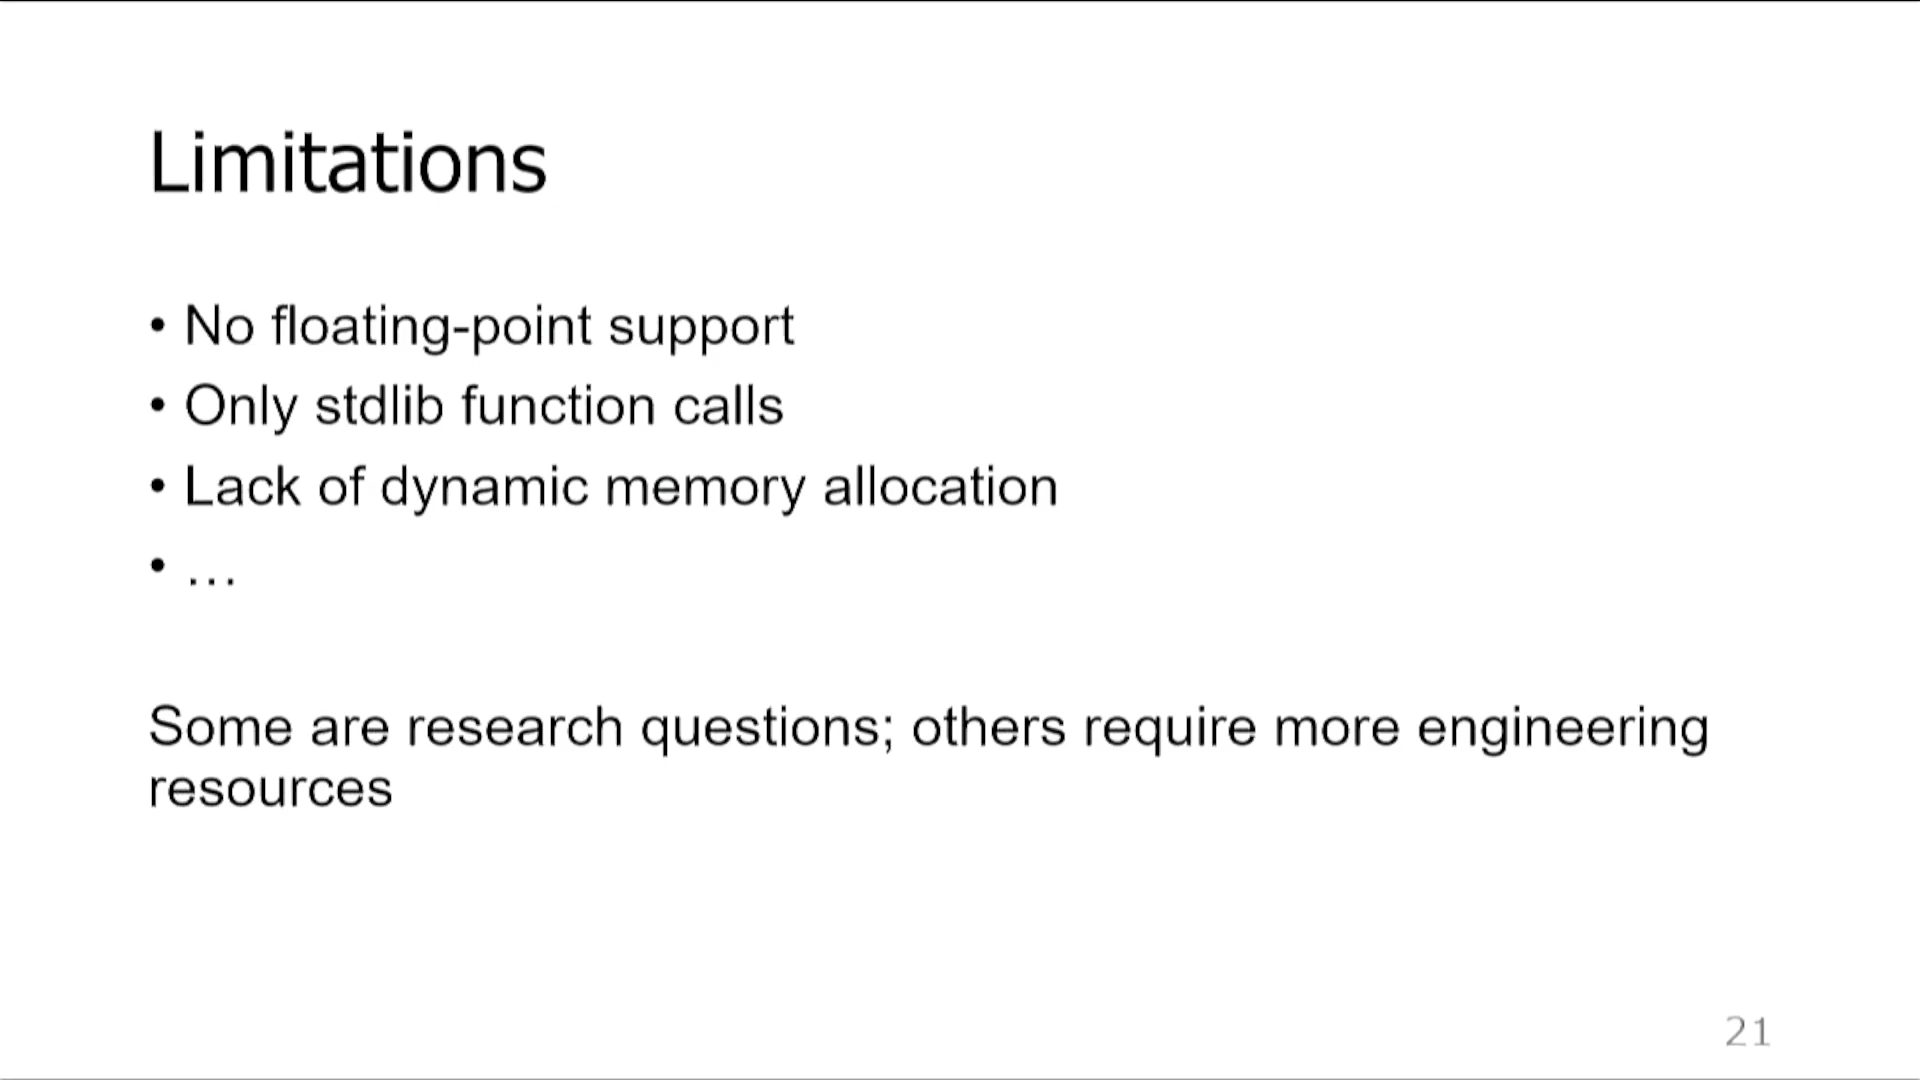 Limitations
• No floating-point support
• Only stdlib function calls
• Lack of dynamic memory allocation
• …
Some are research questions; others require more engineering
resources
21